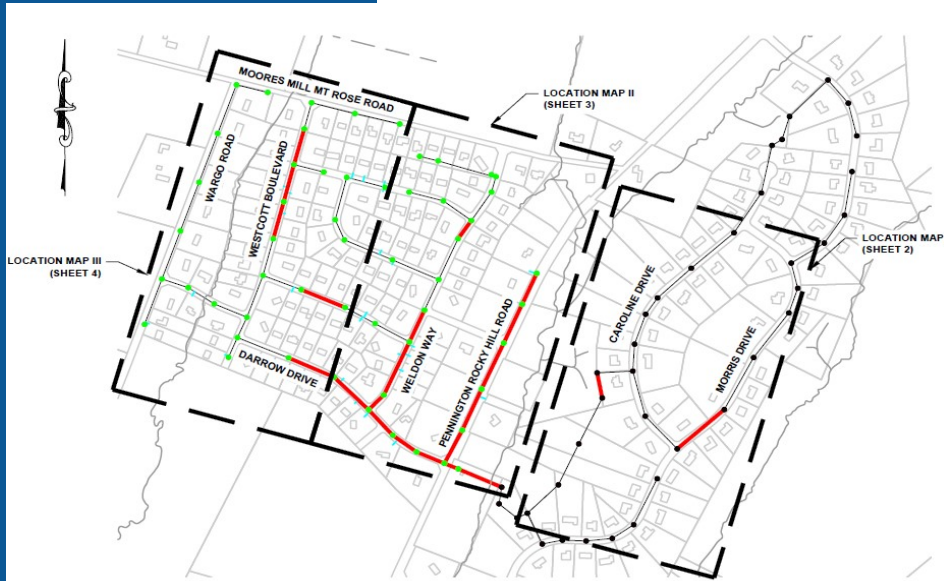 MOORES MILL MT ROSE ROAD
LOCATION MAP II
(SHEET 3)
WARGO ROAD
WESTCOTT BOULEVARD
LOCATION MAP III
(SHEET 4)
LOCATION MAP
(SHEET 2)
CAROLINE DRIVE
MORRIS DRIVE
PENNINGTON ROCKY HILL ROAD
WELDON WAY
DARROW DRIVE